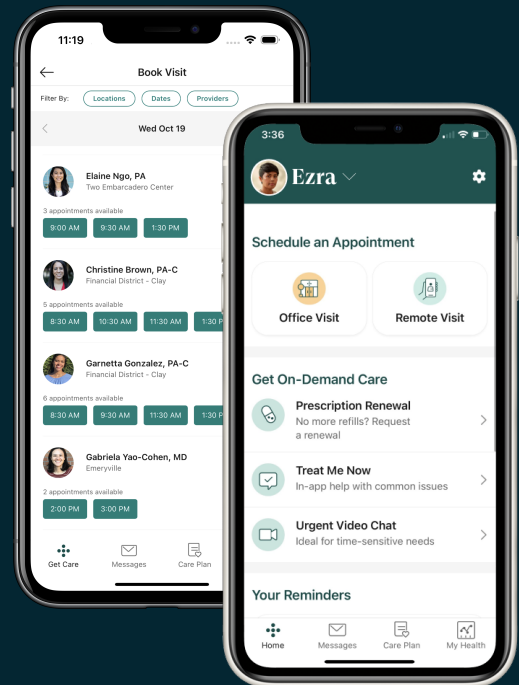 11:19
Book Visit
Filter By: Locations Dates Providers
Wed Oct 19
Elaine Ngo, PA
Two Embarcadero Center
3 appointments available
9:00 AM 9:30 AM 1:30 PM
Christine Brown, PA-C
Financial District - Clay
5 appointments available
8:30 AM 10:30 AM 11:30 AM 1:30 P
Garnetta Gonzalez, PA-C
Financial District - Clay
6 appointments available
8:30 AM 9:30 AM 11:30 AM 1:30 P
Gabriela Yao-Cohen, MD
Emeryville
2 appointments available
2:00 PM 3:00 PM
Get Care Messages Care Plan
3:36
Ezra
Schedule an Appointment
Office Visit Remote Visit
Get On-Demand Care
Prescription Renewal
No more refills? Request
a renewal
Treat Me Now
In-app help with common issues
Urgent Video Chat
Ideal for time-sensitive needs
Your Reminders
Home Messages Care Plan My Health